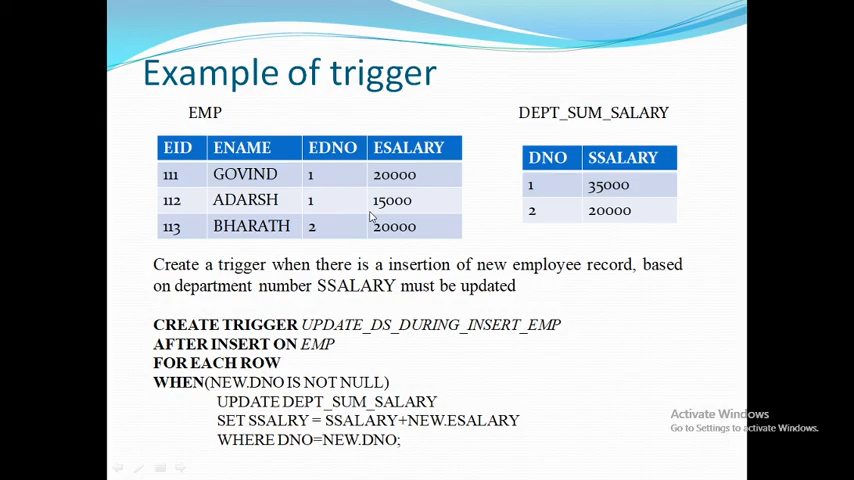 Example of trigger
EMP
DEPT_SUM_SALARY
EID ENAME EDNO ESALARY
111 GOVIND 1 20000
112 ADARSH 1 15000
113 BHARATH 2 20000
DNO SSALARY
1 35000
2 20000
Create a trigger when there is a insertion of new employee record, based
on department number SSALARY must be updated
CREATE TRIGGER UPDATE_DS_DURING_INSERT_EMP
AFTER INSERT ON EMP
FOR EACH ROW
WHEN(NEW.DNO IS NOT NULL)
UPDATE DEPT_SUM_SALARY
SET SSALRY = SSALARY+NEW.ESALARY
WHERE DNO=NEW.DNO;
Activate Windows
Go to Settings to activate Windows.